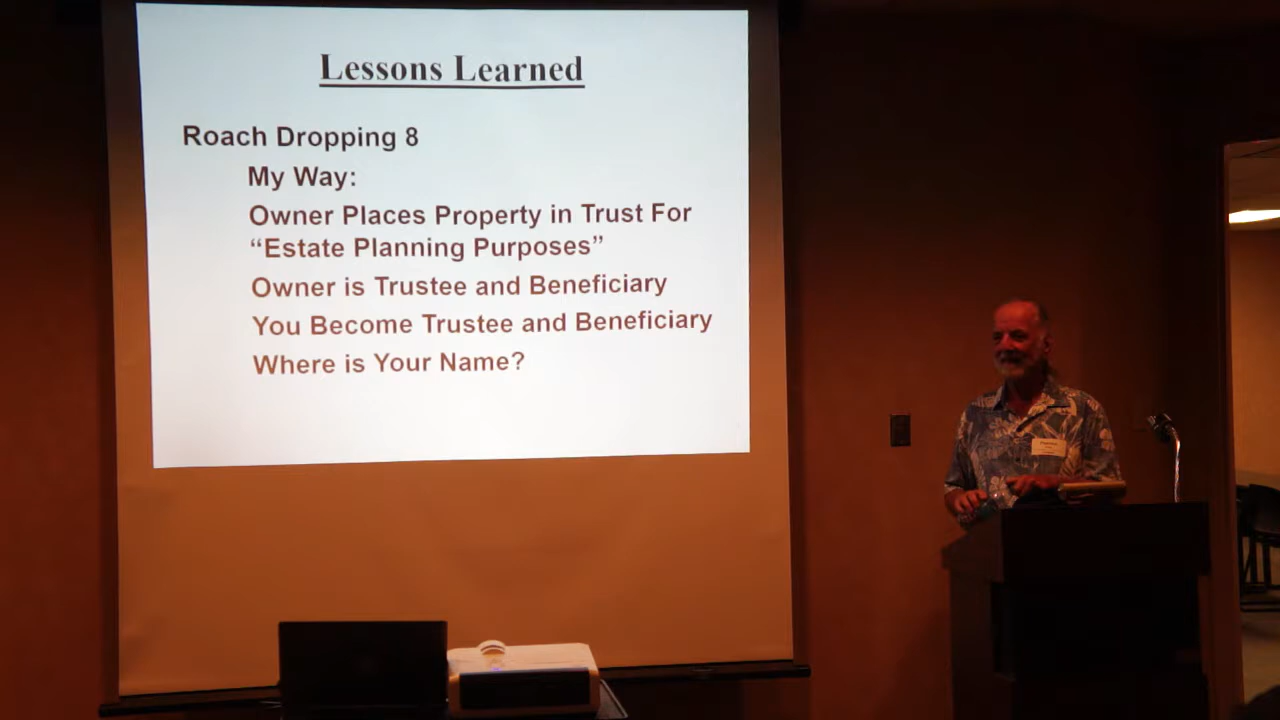 Lessons Learned
Roach Dropping 8
My Way:
Owner Places Property in Trust For
“Estate Planning Purposes”
Owner is Trustee and Beneficiary
You Become Trustee and Beneficiary
Where is Your Name?